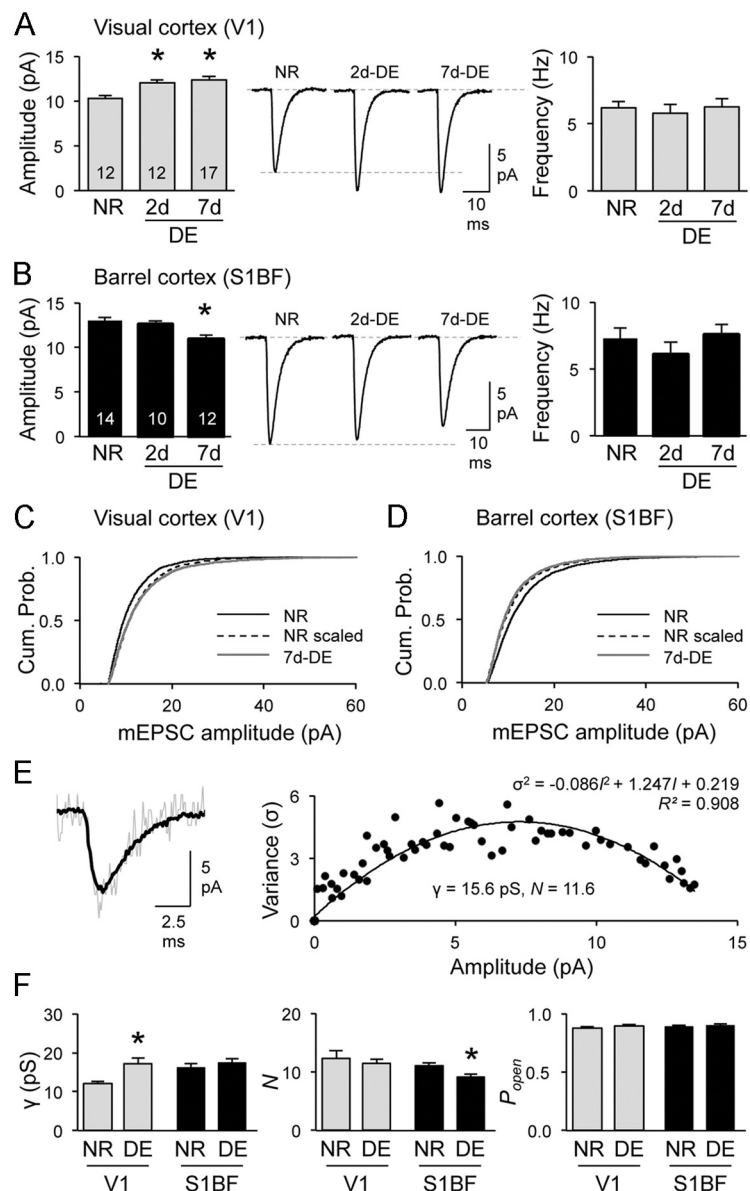 A Visual cortex (V1)
Amplitude (pA)
15
10
5
0
* *
12 12 17
NR 2d 7d
DE
NR 2d-DE 7d-DE
5
pA
10
ms
Frequency (Hz)
10
5
0
NR 2d 7d
DE
B Barrel cortex (S1BF)
Amplitude (pA)
15
10
5
0
*
14 10 12
NR 2d 7d
DE
NR 2d-DE 7d-DE
5
pA
10
ms
Frequency (Hz)
10
5
0
NR 2d 7d
DE
C Visual cortex (V1)
Cum. Prob.
1.0
0.5
0.0
NR
NR scaled
7d-DE
0 20 40 60
mEPSC amplitude (pA)
D Barrel cortex (S1BF)
Cum. Prob.
1.0
0.5
0.0
NR
NR scaled
7d-DE
0 20 40 60
mEPSC amplitude (pA)
E
5
pA
2.5
ms
σ² = -0.086I² + 1.247I + 0.219
R² = 0.908
Variance (σ)
6
3
0
γ = 15.6 pS, N = 11.6
0 5 10 15
Amplitude (pA)
F
γ (pS)
30
20
10
0
*
NR DE NR DE
V1 S1BF
N
20
10
0
*
NR DE NR DE
V1 S1BF
Popen
1.0
0.5
0.0
NR DE NR DE
V1 S1BF